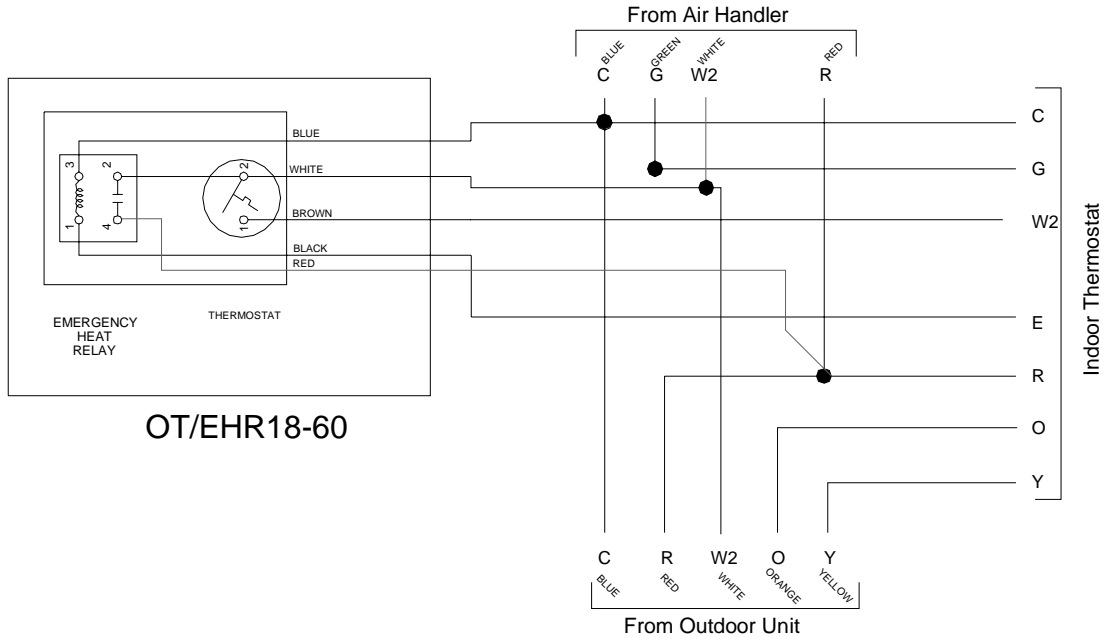 From Air Handler
BLUE GREEN WHITE RED
C G W2 R
BLUE
WHITE
BROWN
BLACK
RED
3 2 2
1 4 1
EMERGENCY
HEAT
RELAY
THERMOSTAT
OT/EHR18-60
C
G
W2
E
R
O
Y
Indoor Thermostat
C R W2 O Y
BLUE RED WHITE ORANGE YELLOW
From Outdoor Unit